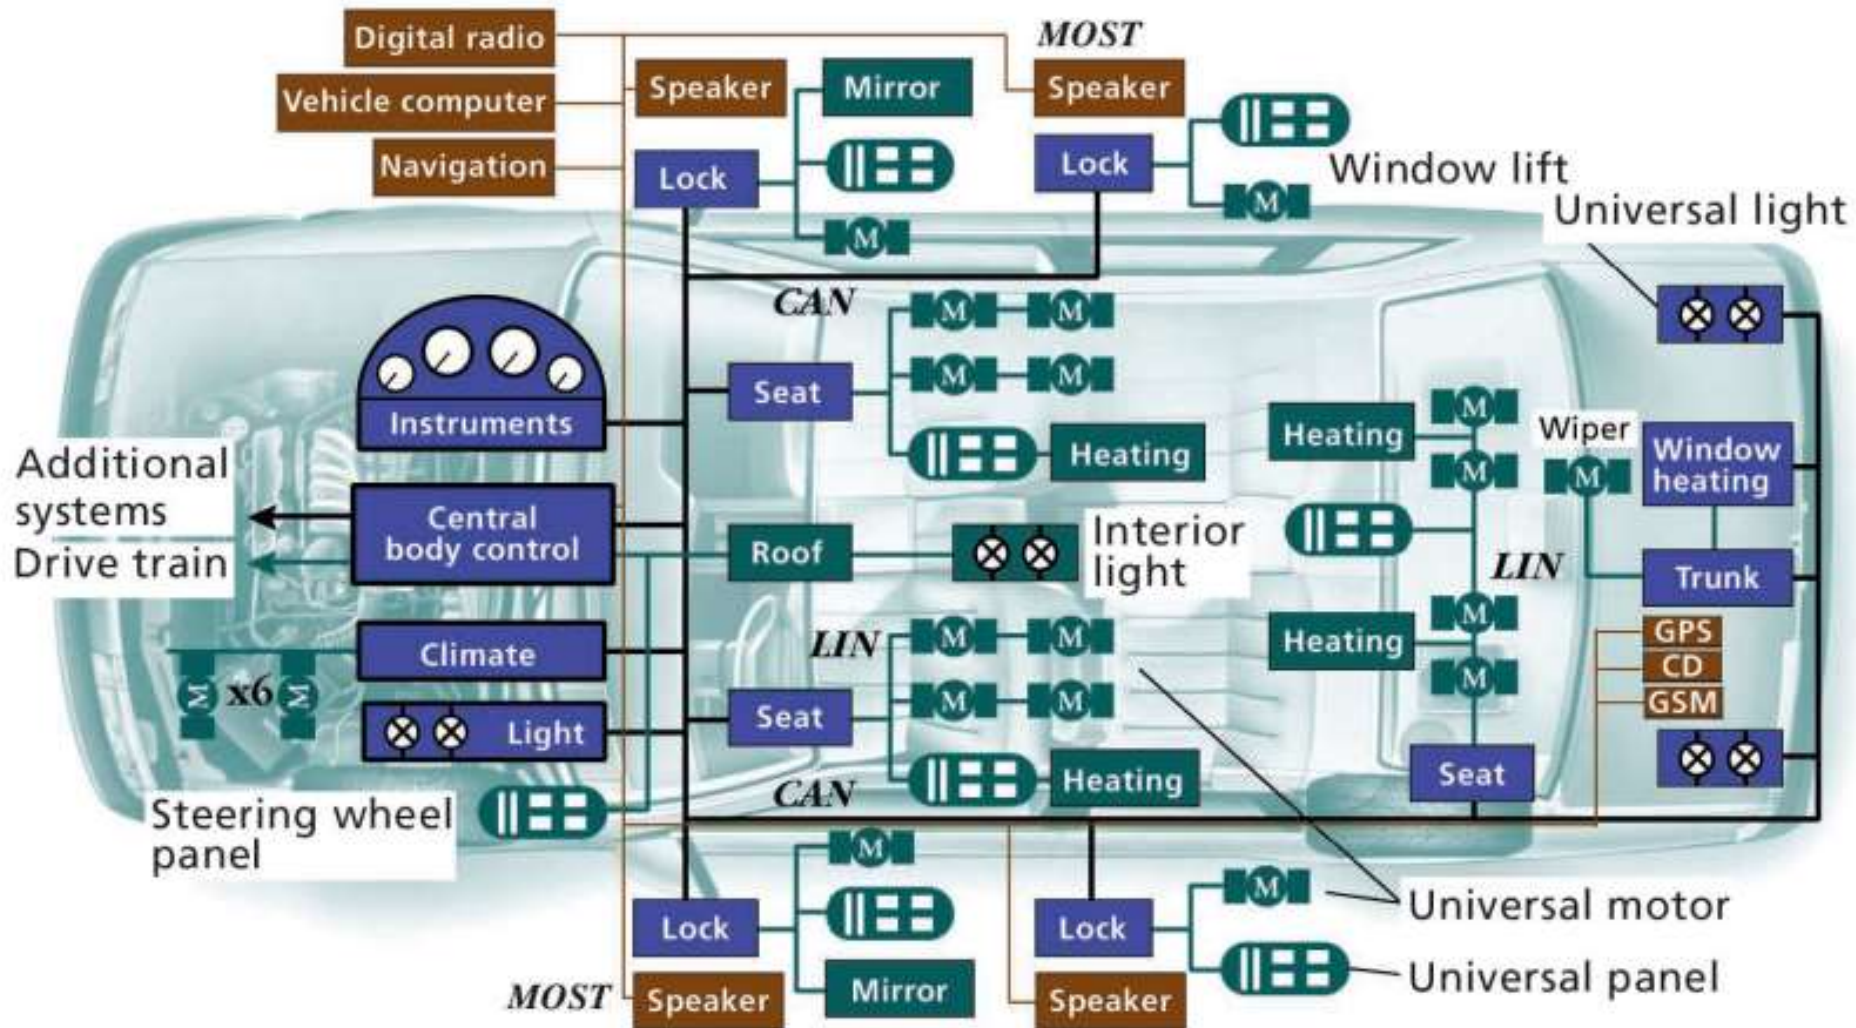 Digital radio
MOST
Vehicle computer
Speaker
Mirror
Speaker
Navigation
Lock
Lock
Window lift
M
M
Universal light
CAN
M
M
Instruments
Seat
M
M
M
Heating
Heating
Wiper
Window
heating
M
M
Additional
systems
Central
body control
Drive train
Roof
Interior
light
LIN
Trunk
LIN
M
M
M
Climate
Heating
GPS
CD
GSM
M
x6
M
M
M
M
Light
Seat
Heating
Seat
CAN
Steering wheel
panel
M
M
Universal motor
Lock
Lock
Universal panel
MOST
Speaker
Mirror
Speaker